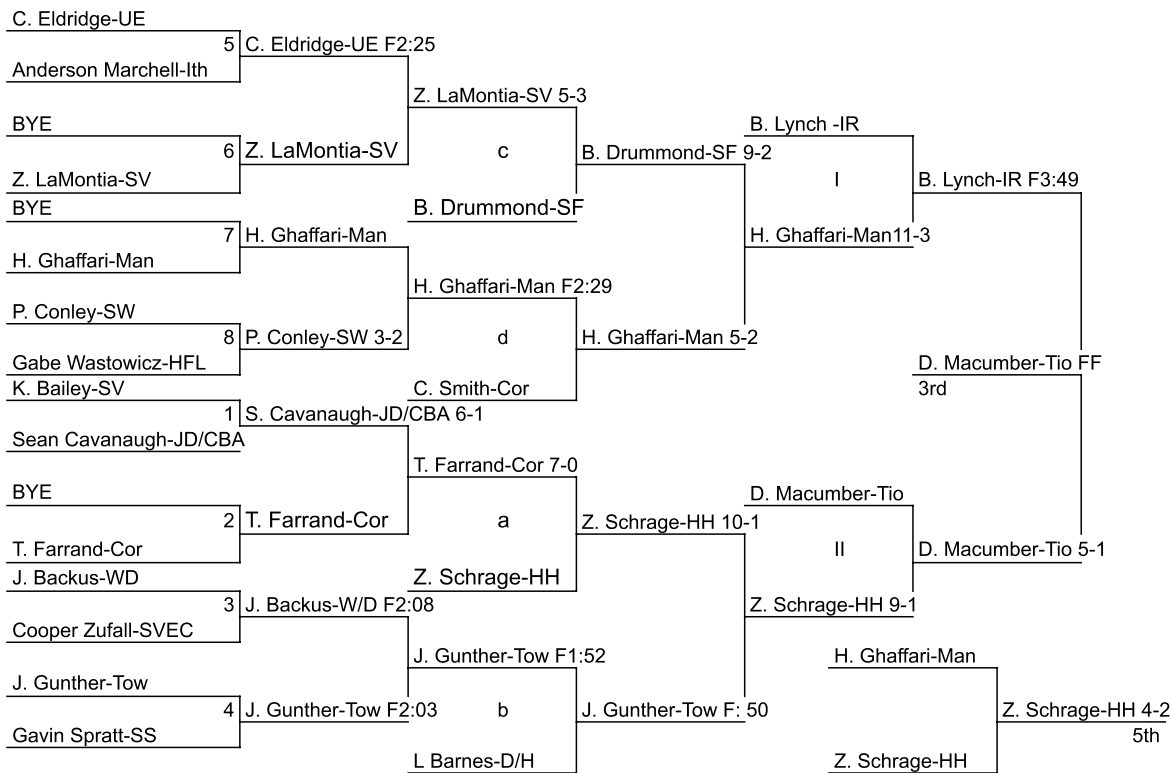 C. Eldridge-UE
5
C. Eldridge-UE F2:25
Anderson Marchell-Ith
Z. LaMontia-SV 5-3
BYE
6
Z. LaMontia-SV
c
Z. LaMontia-SV
B. Drummond-SF 9-2
B. Drummond-SF
BYE
7
H. Ghaffari-Man
H. Ghaffari-Man
H. Ghaffari-Man F2:29
P. Conley-SW
8
P. Conley-SW 3-2
d
H. Ghaffari-Man 5-2
Gabe Wastowicz-HFL
C. Smith-Cor
B. Lynch -IR
I
B. Lynch-IR F3:49
H. Ghaffari-Man11-3
D. Macumber-Tio FF
3rd
K. Bailey-SV
1
S. Cavanaugh-JD/CBA 6-1
Sean Cavanaugh-JD/CBA
T. Farrand-Cor 7-0
BYE
2
T. Farrand-Cor
a
T. Farrand-Cor
Z. Schrage-HH 10-1
Z. Schrage-HH
J. Backus-WD
3
J. Backus-W/D F2:08
Cooper Zufall-SVEC
J. Gunther-Tow F1:52
J. Gunther-Tow
4
J. Gunther-Tow F2:03
b
J. Gunther-Tow F: 50
Gavin Spratt-SS
L Barnes-D/H
D. Macumber-Tio
II
D. Macumber-Tio 5-1
Z. Schrage-HH 9-1
H. Ghaffari-Man
Z. Schrage-HH 4-2
5th
Z. Schrage-HH